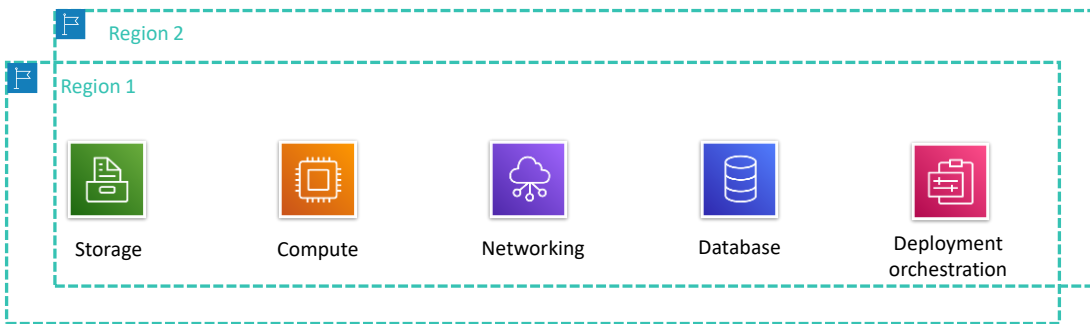 Region 2
Region 1
Storage
Compute
Networking
Database
Deployment
orchestration